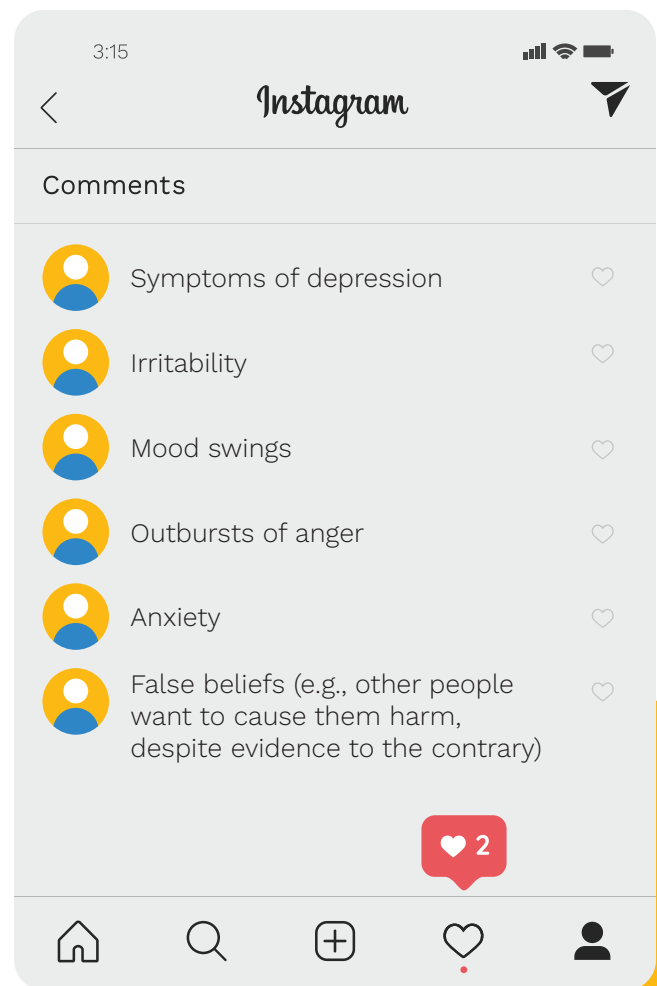 3:15
Instagram
Comments
Symptoms of depression
Irritability
Mood swings
Outbursts of anger
Anxiety
False beliefs (e.g., other people
want to cause them harm,
despite evidence to the contrary)
2